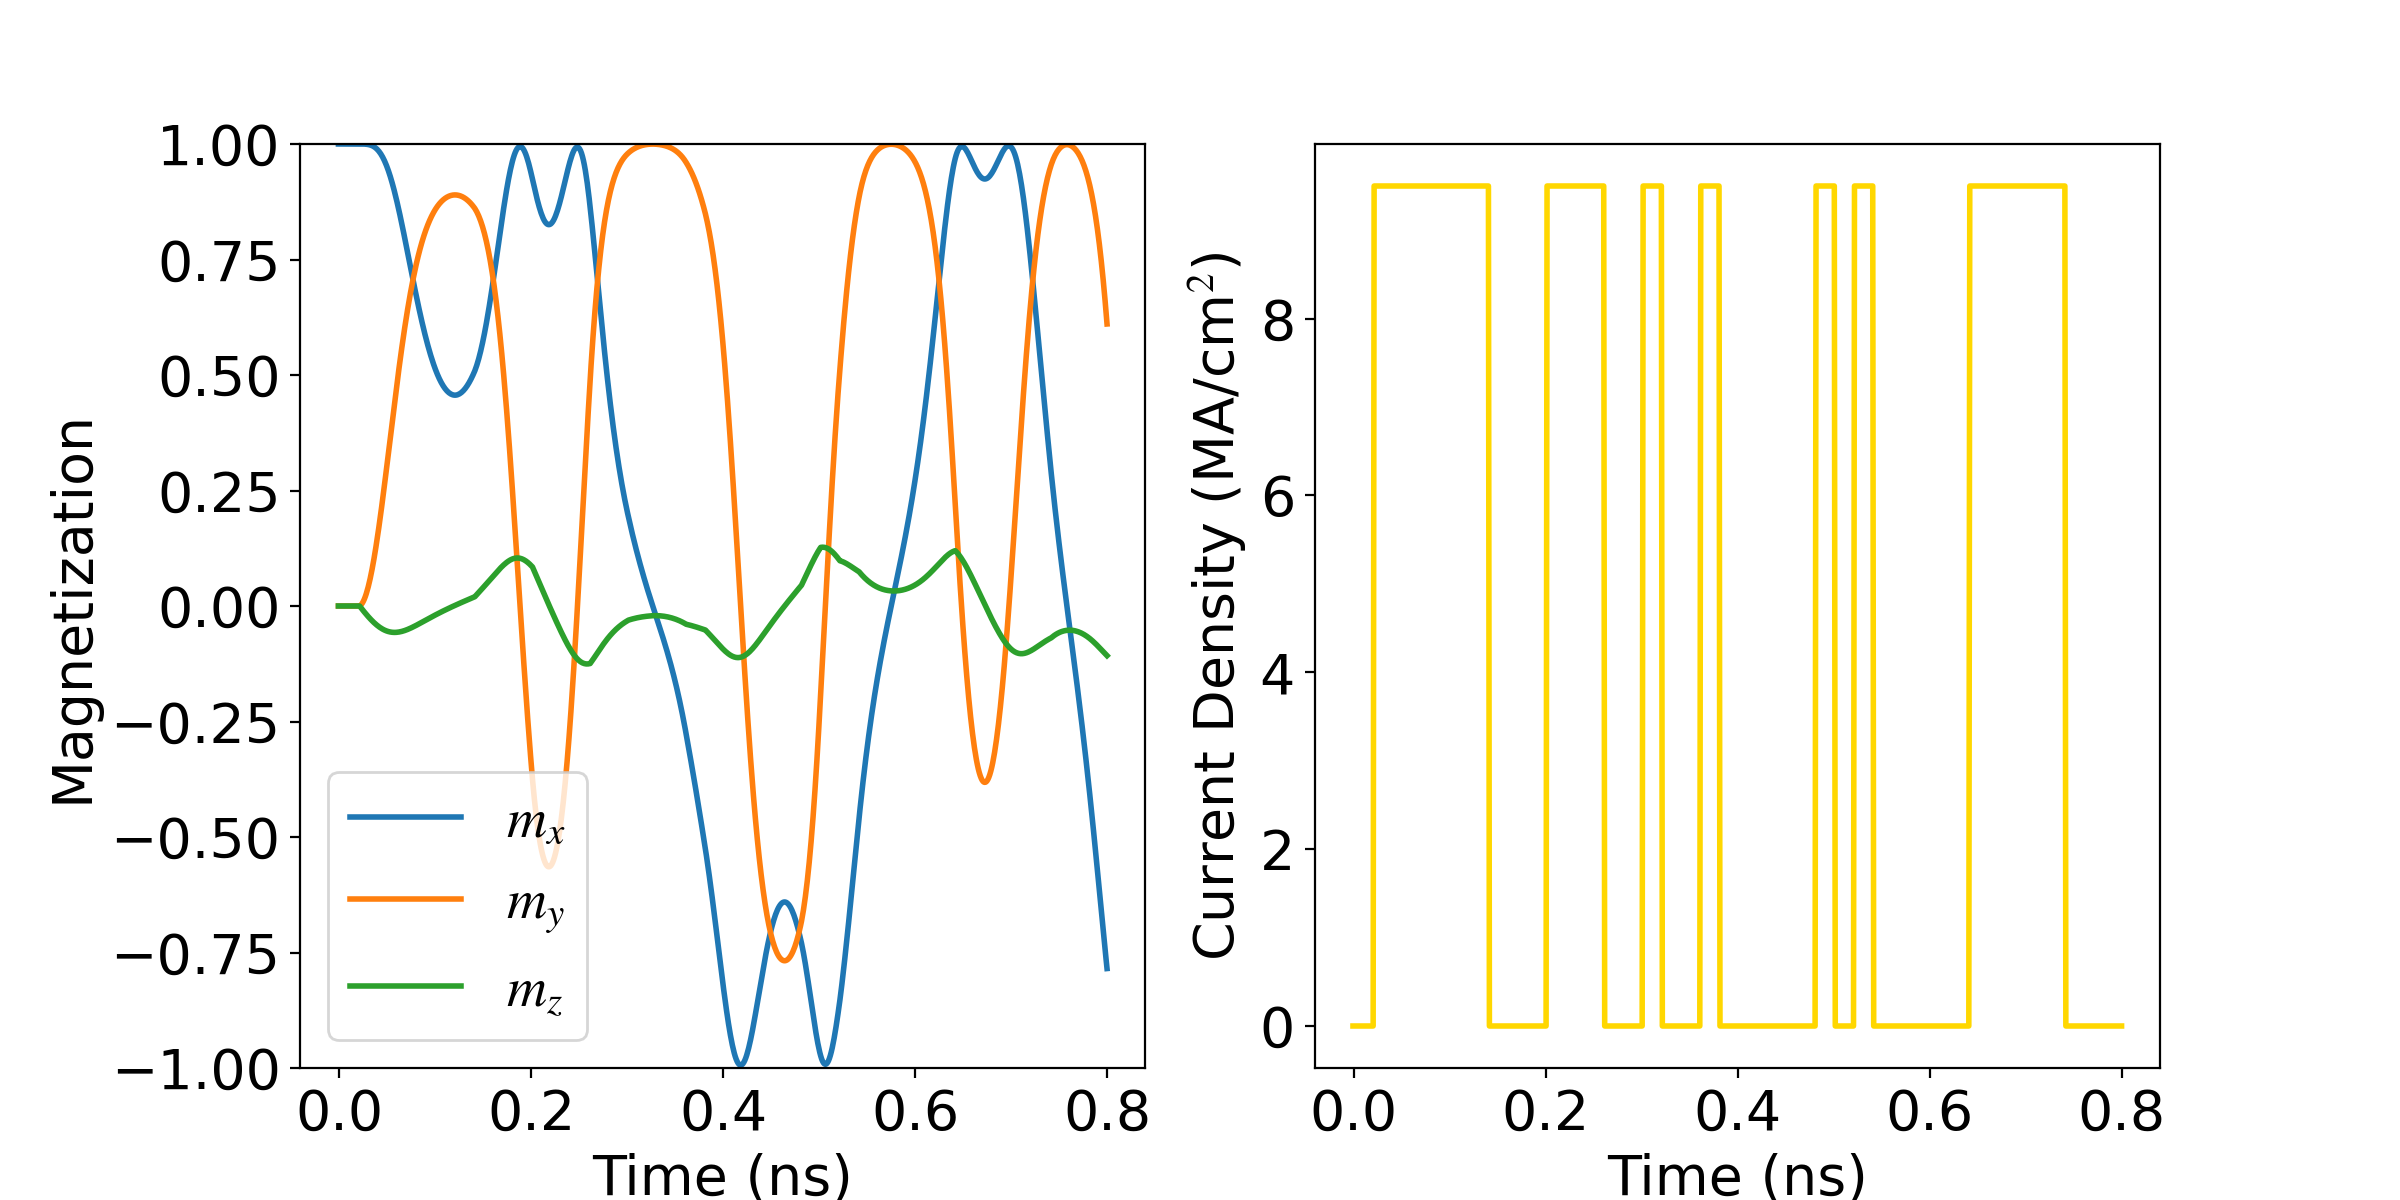 Magnetization
1.00
0.75
0.50
0.25
0.00
−0.25
−0.50
−0.75
−1.00
m_x
m_y
m_z
0.0 0.2 0.4 0.6 0.8
Time (ns)
Current Density (MA/cm²)
8
6
4
2
0
0.0 0.2 0.4 0.6 0.8
Time (ns)